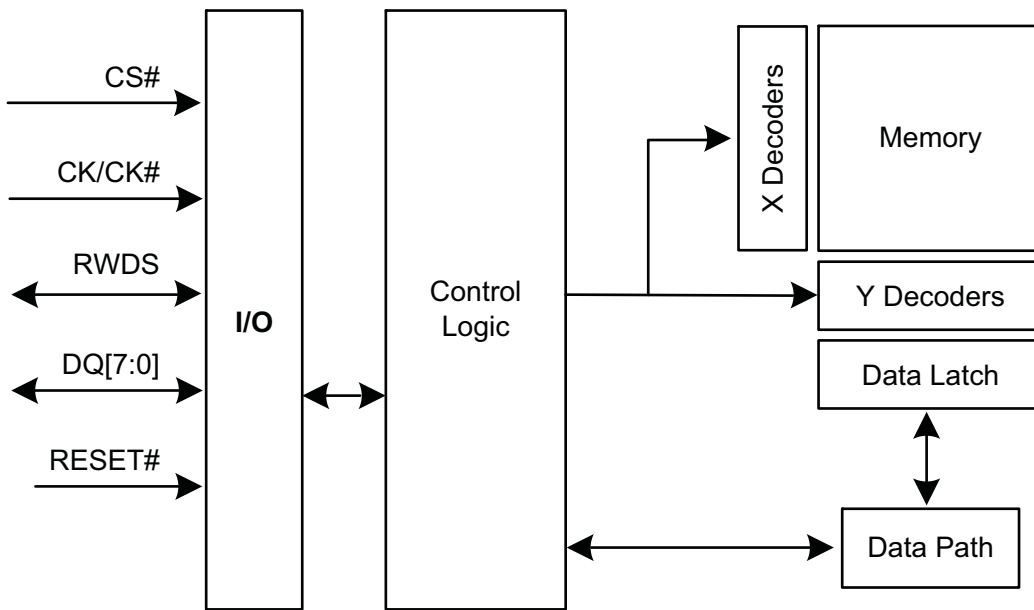 CS#
CK/CK#
RWDS
DQ[7:0]
RESET#
I/O
Control
Logic
X Decoders
Memory
Y Decoders
Data Latch
Data Path